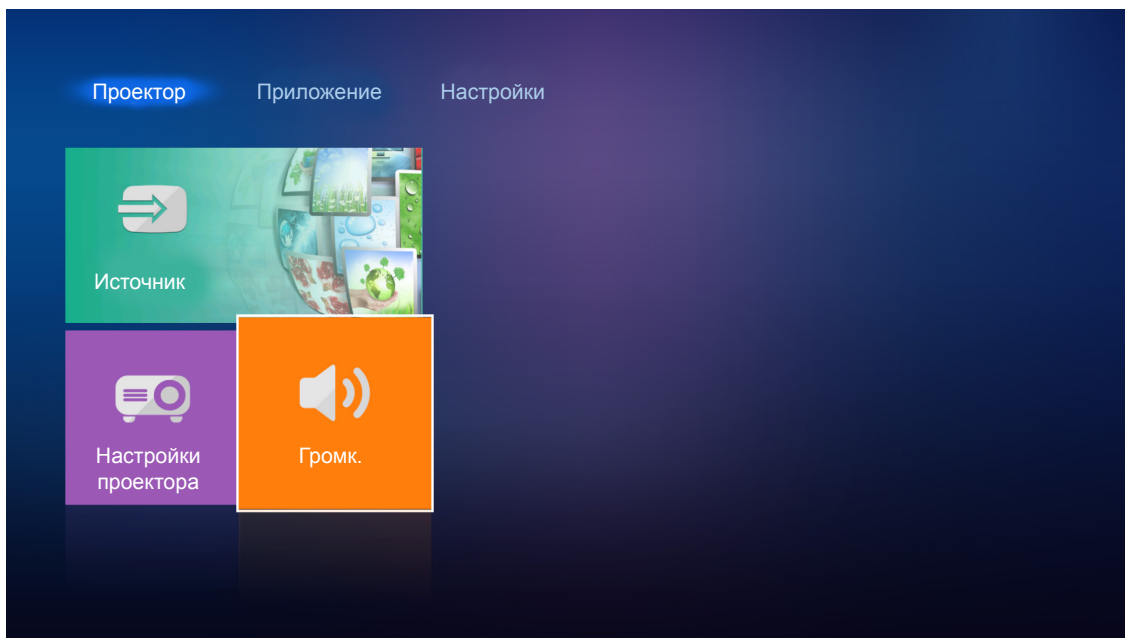 Проектор Приложение Настройки
Источник
Настройки
проектора
Громк.